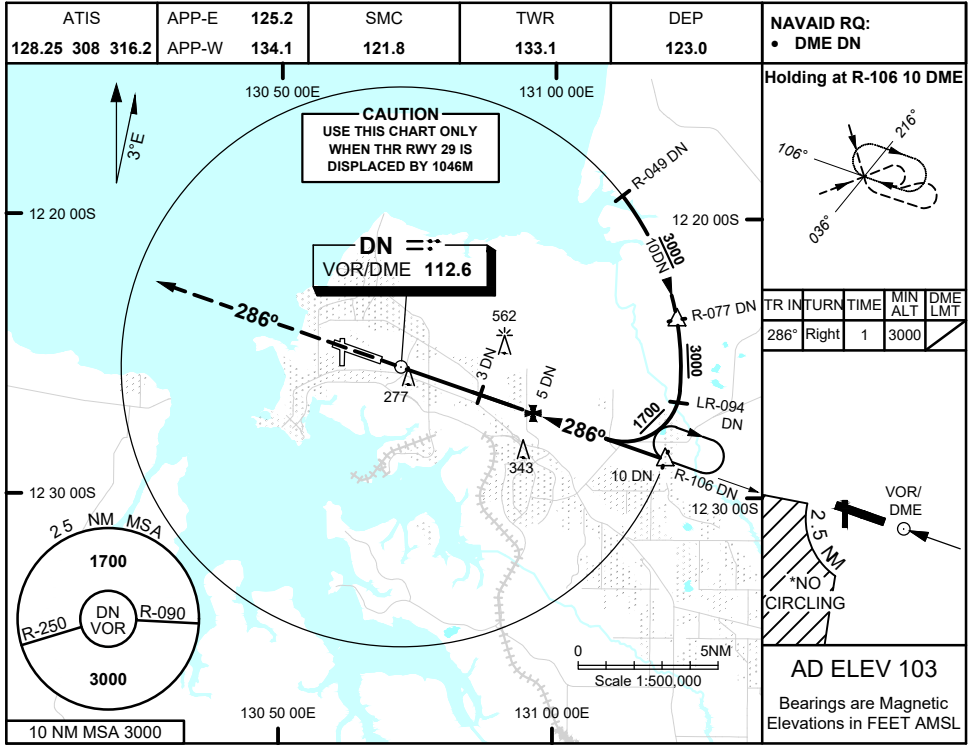 ATIS
128.25 308 316.2
APP-E 125.2
APP-W 134.1
SMC
121.8
TWR
133.1
DEP
123.0
NAVAID RQ:
• DME DN
130 50 00E
131 00 00E
3°E
CAUTION
USE THIS CHART ONLY
WHEN THR RWY 29 IS
DISPLACED BY 1046M
R-049 DN
12 20 00S
12 20 00S
3000
10DN
DN
VOR/DME 112.6
286°
562
R-077 DN
3 DN
5 DN
3000
277
LR-094
DN
1700
286°
343
10 DN
R-106 DN
12 30 00S
12 30 00S
2.5 NM MSA
1700
R-250
DN
VOR
R-090
3000
0 5NM
Scale 1:500,000
130 50 00E
131 00 00E
10 NM MSA 3000
Holding at R-106 10 DME
216°
106°
036°
TR IN TURN TIME MIN ALT DME LMT
286° Right 1 3000
VOR/
DME
2.5 NM
*NO
CIRCLING
AD ELEV 103
Bearings are Magnetic
Elevations in FEET AMSL